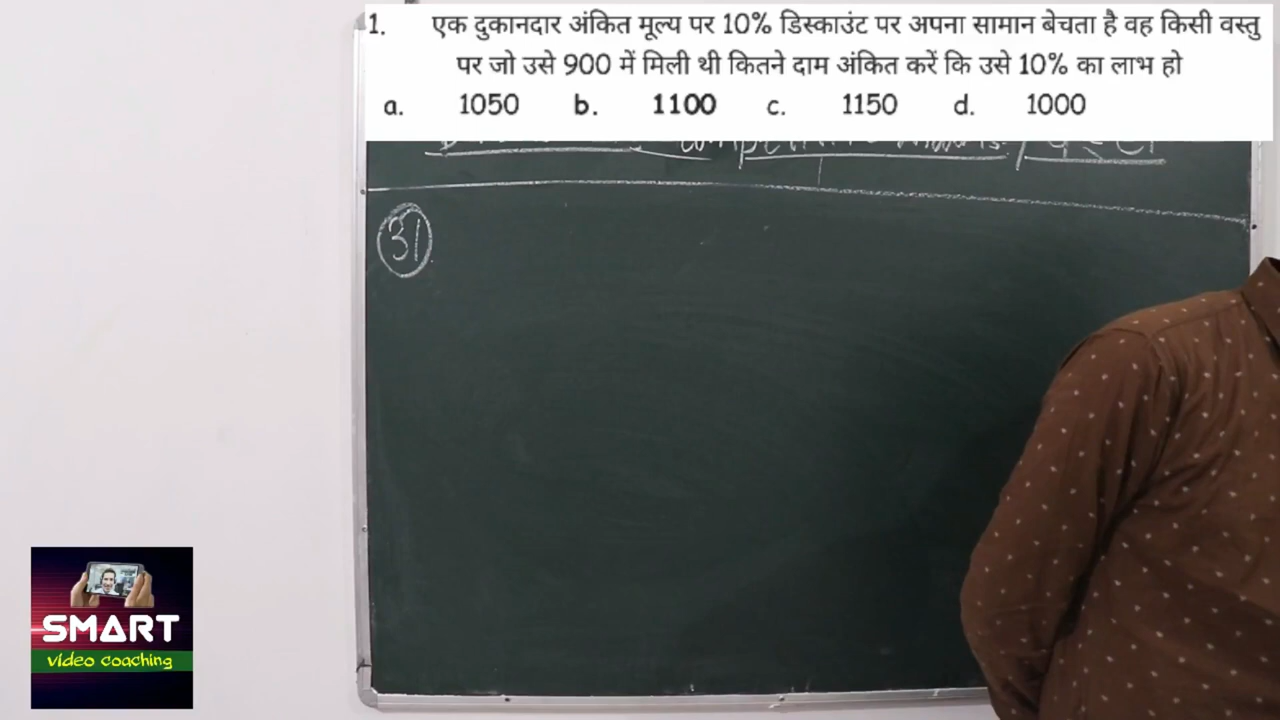 1. एक दुकानदार अंकित मूल्य पर 10% डिस्काउंट पर अपना सामान बेचता है वह किसी वस्तु
पर जो उसे 900 में मिली थी कितने दाम अंकित करें कि उसे 10% का लाभ हो
a. 1050 b. 1100 c. 1150 d. 1000
31
SMART
video coaching